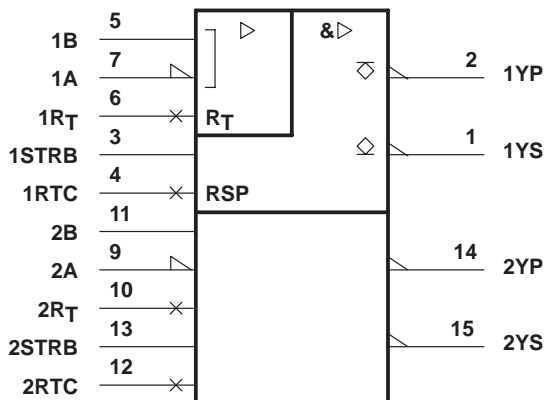 1B 5
1A 7
1RT 6 RT
1STRB 3
1RTC 4 RSP
2B 11
2A 9
2RT 10
2STRB 13
2RTC 12
&
2 1YP
1 1YS
14 2YP
15 2YS